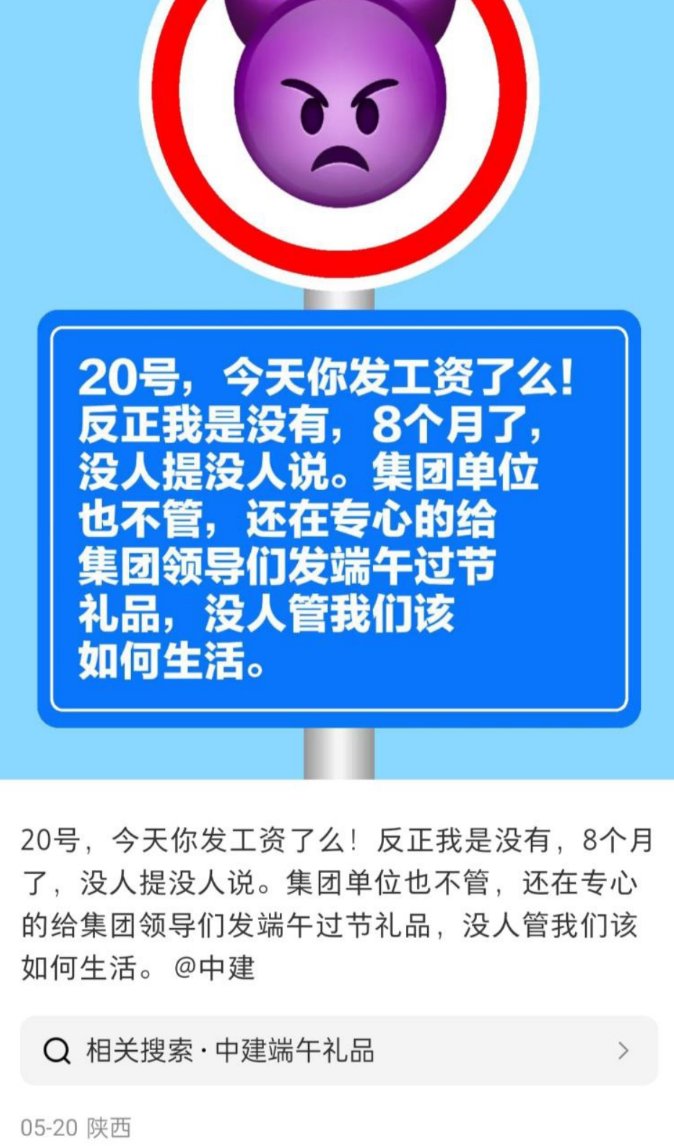 20号，今天你发工资了么！
反正我是没有，8个月了，
没人提没人说。集团单位
也不管，还在专心的给
集团领导们发端午过节
礼品，没人管我们该
如何生活。
20号，今天你发工资了么！反正我是没有，8个月
了，没人提没人说。集团单位也不管，还在专心
的给集团领导们发端午过节礼品，没人管我们该
如何生活。@中建
相关搜索·中建端午礼品
05-20 陕西